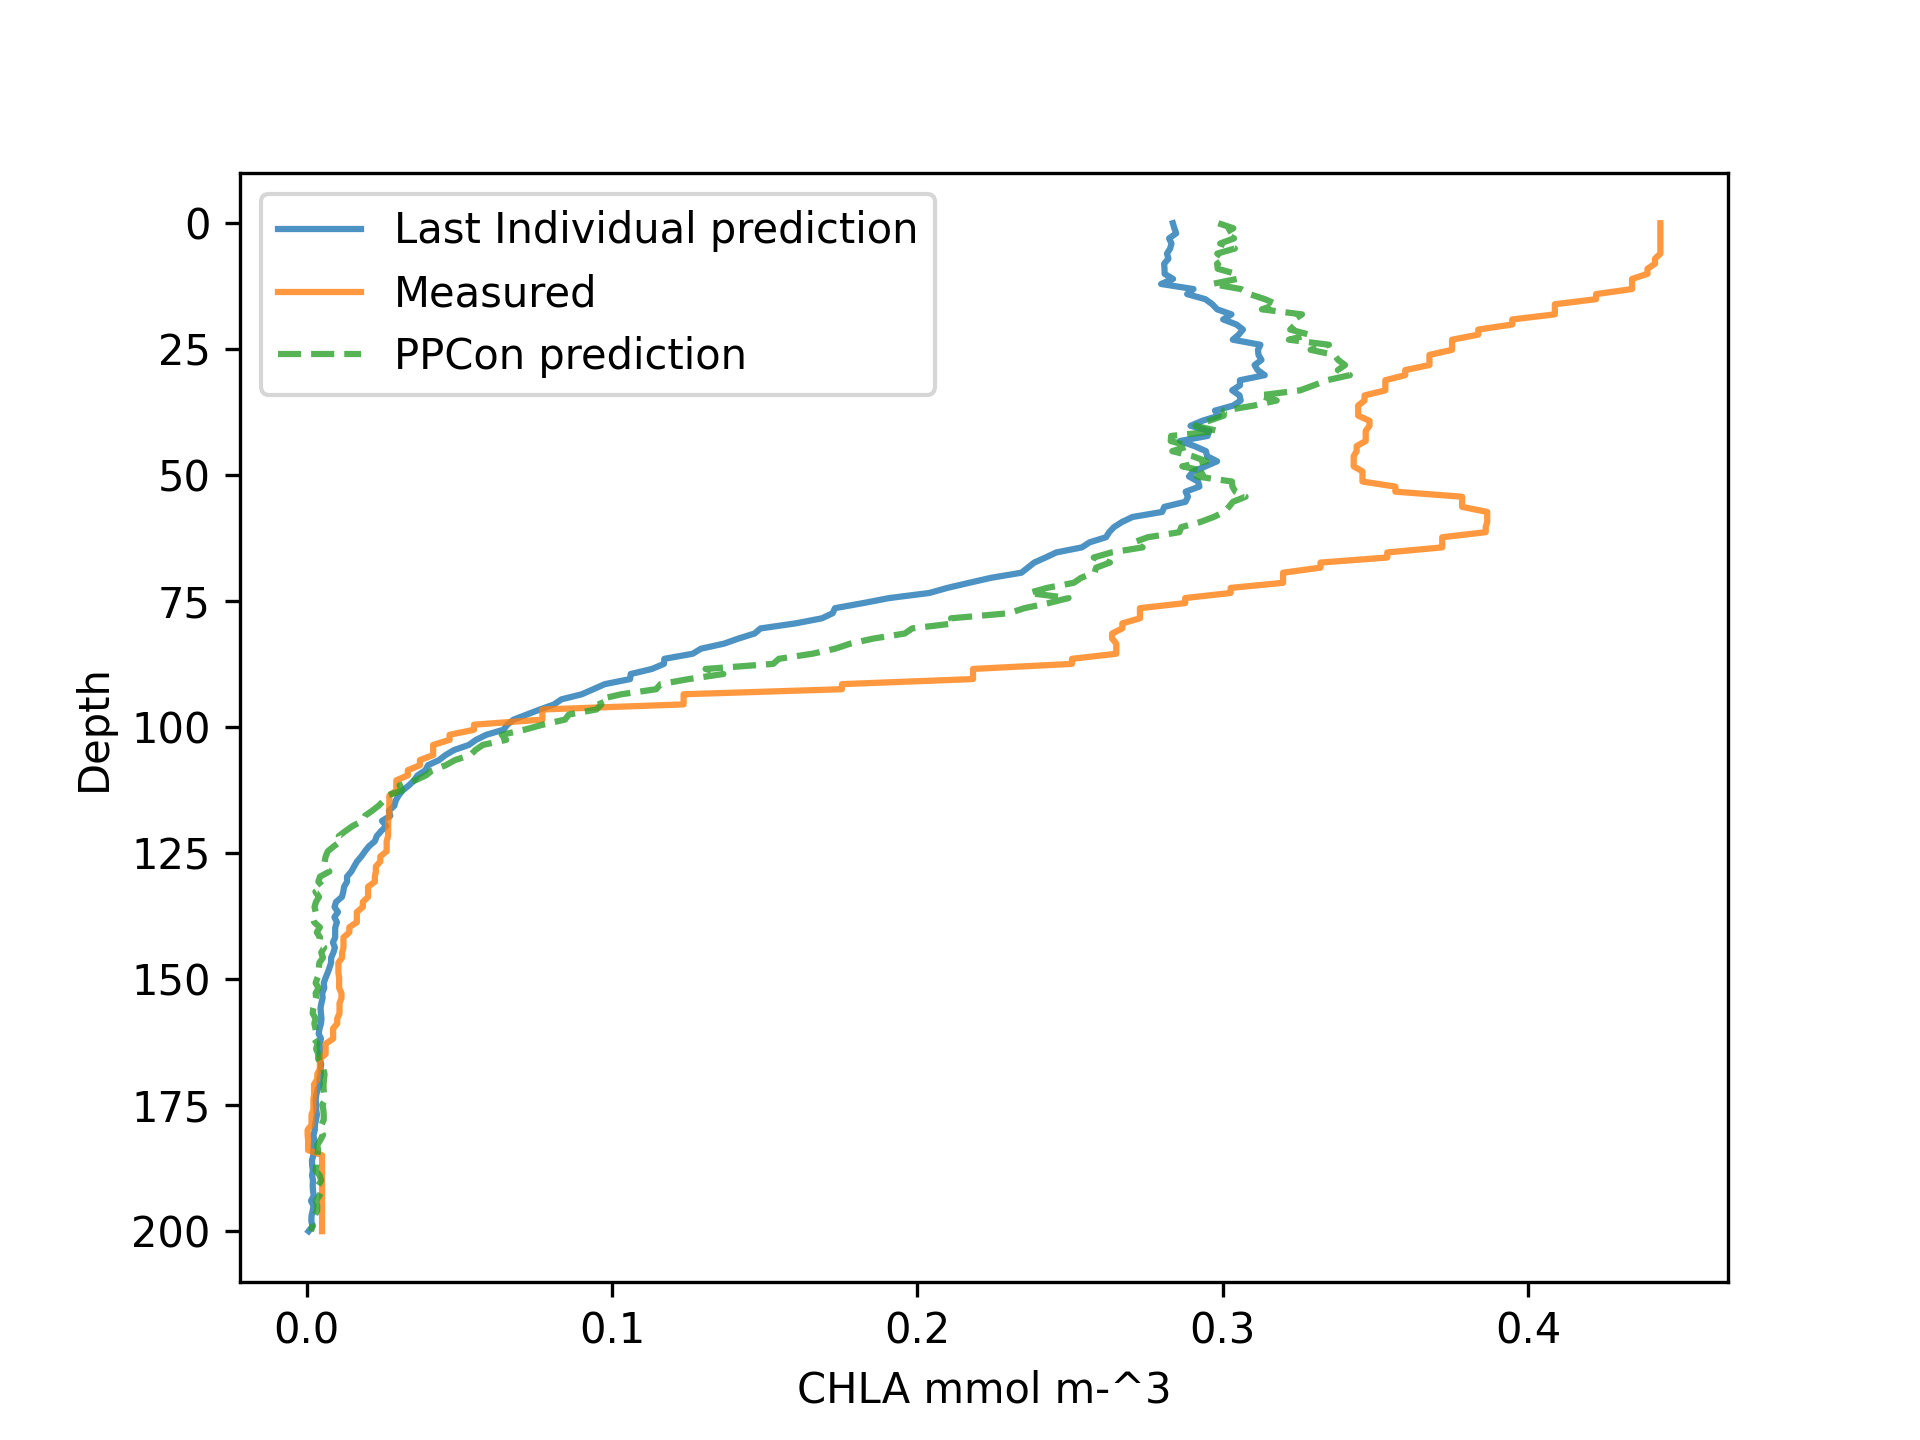 Last Individual prediction
Measured
PPCon prediction
0
25
50
75
100
125
150
175
200
Depth
0.0 0.1 0.2 0.3 0.4
CHLA mmol m-^3